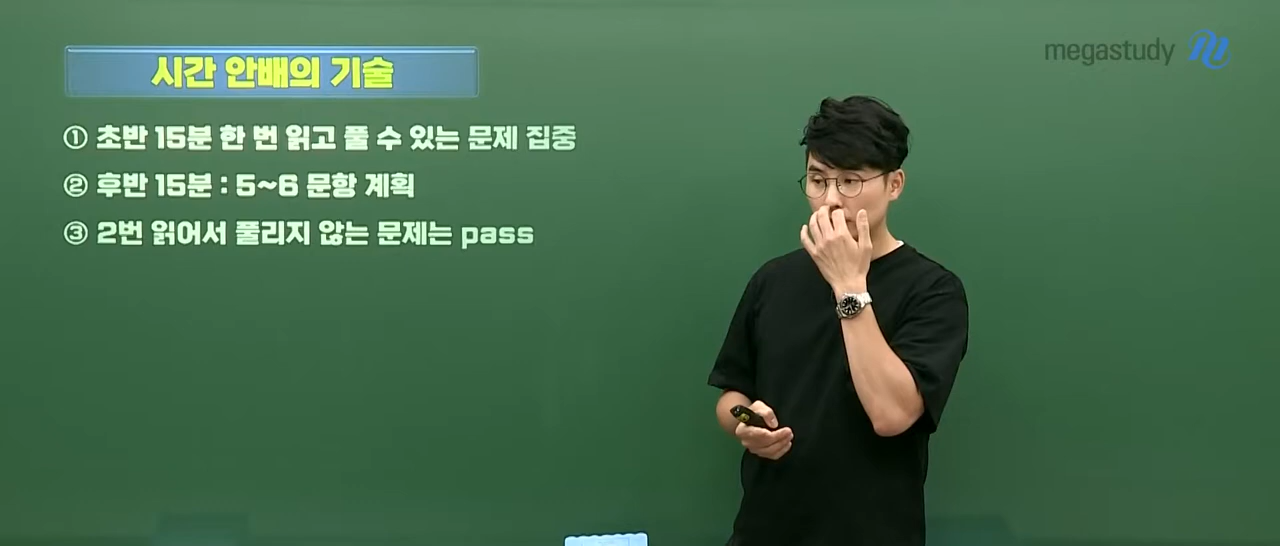 megastudy
시간 안배의 기술
① 초반 15분 한 번 읽고 풀 수 있는 문제 집중
② 후반 15분 : 5~6 문항 계획
③ 2번 읽어서 풀리지 않는 문제는 pass